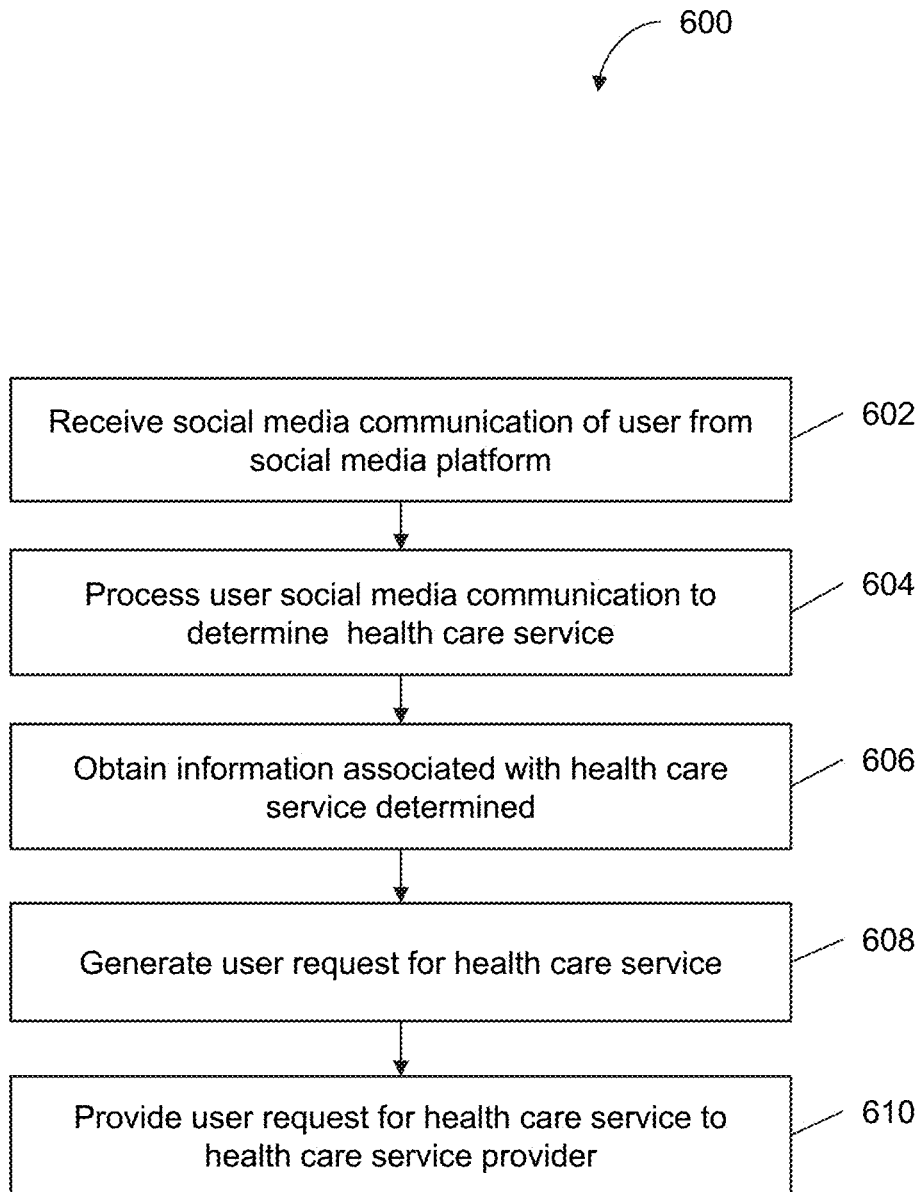 600
Receive social media communication of user from
social media platform
602
Process user social media communication to
determine health care service
604
Obtain information associated with health care
service determined
606
Generate user request for health care service
608
Provide user request for health care service to
health care service provider
610